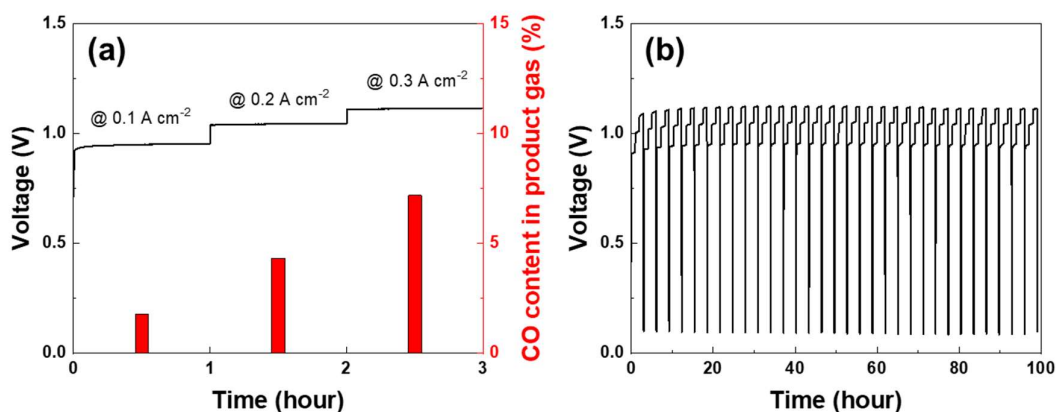 (a)
@ 0.1 A cm-2
@ 0.2 A cm-2
@ 0.3 A cm-2
Voltage (V)
1.5
1.0
0.5
0.0
CO content in product gas (%)
15
10
5
0
0
1
2
3
Time (hour)
(b)
Voltage (V)
1.5
1.0
0.5
0.0
0
20
40
60
80
100
Time (hour)